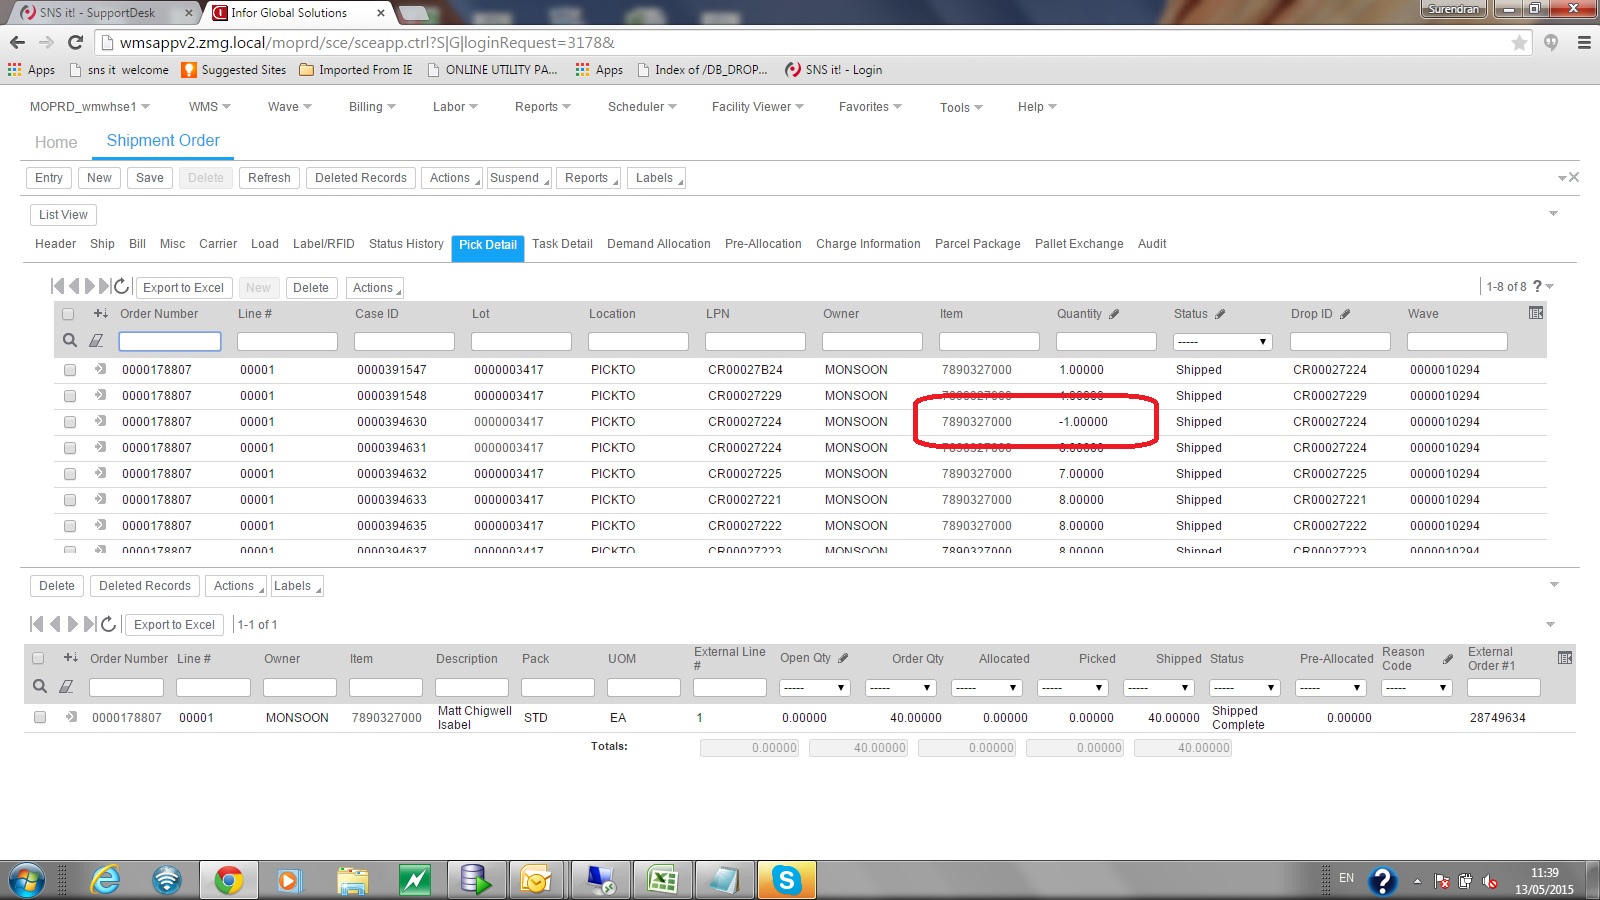 SNS it! - SupportDesk
Infor Global Solutions
Surendran
wmsappv2.zmg.local/moprd/sce/sceapp.ctrl?S|G|loginRequest=3178&
Apps sns it welcome Suggested Sites Imported From IE ONLINE UTILITY PA... Apps Index of /DB_DROP... SNS it! - Login
MOPRD_wmwhse1 WMS Wave Billing Labor Reports Scheduler Facility Viewer Favorites Tools Help
Home Shipment Order
Entry New Save Delete Refresh Deleted Records Actions Suspend Reports Labels
List View
Header Ship Bill Misc Carrier Load Label/RFID Status History Pick Detail Task Detail Demand Allocation Pre-Allocation Charge Information Parcel Package Pallet Exchange Audit
Export to Excel New Delete Actions 1-8 of 8 ?
Order Number Line # Case ID Lot Location LPN Owner Item Quantity Status Drop ID Wave
-----
0000178807 00001 0000391547 0000003417 PICKTO CR00027B24 MONSOON 7890327000 1.00000 Shipped CR00027224 0000010294
0000178807 00001 0000391548 0000003417 PICKTO CR00027229 MONSOON 7890327000 1.00000 Shipped CR00027229 0000010294
0000178807 00001 0000394630 0000003417 PICKTO CR00027224 MONSOON 7890327000 -1.00000 Shipped CR00027224 0000010294
0000178807 00001 0000394631 0000003417 PICKTO CR00027224 MONSOON 7890327000 Shipped CR00027224 0000010294
0000178807 00001 0000394632 0000003417 PICKTO CR00027225 MONSOON 7890327000 7.00000 Shipped CR00027225 0000010294
0000178807 00001 0000394633 0000003417 PICKTO CR00027221 MONSOON 7890327000 8.00000 Shipped CR00027221 0000010294
0000178807 00001 0000394635 0000003417 PICKTO CR00027222 MONSOON 7890327000 8.00000 Shipped CR00027222 0000010294
0000178807 00001 0000394637 0000003417 PICKTO CR00027223 MONSOON 7890327000 8.00000 Shipped CR00027223 0000010294
Delete Deleted Records Actions Labels
Export to Excel 1-1 of 1
Order Number Line # Owner Item Description Pack UOM External Line # Open Qty Order Qty Allocated Picked Shipped Status Pre-Allocated Reason Code External Order #1
----- ----- ----- ----- ----- ----- ----- -----
0000178807 00001 MONSOON 7890327000 Matt Chigwell Isabel STD EA 1 0.00000 40.00000 0.00000 0.00000 40.00000 Shipped Complete 0.00000 28749634
Totals: 0.00000 40.00000 0.00000 0.00000 40.00000
EN
11:39
13/05/2015